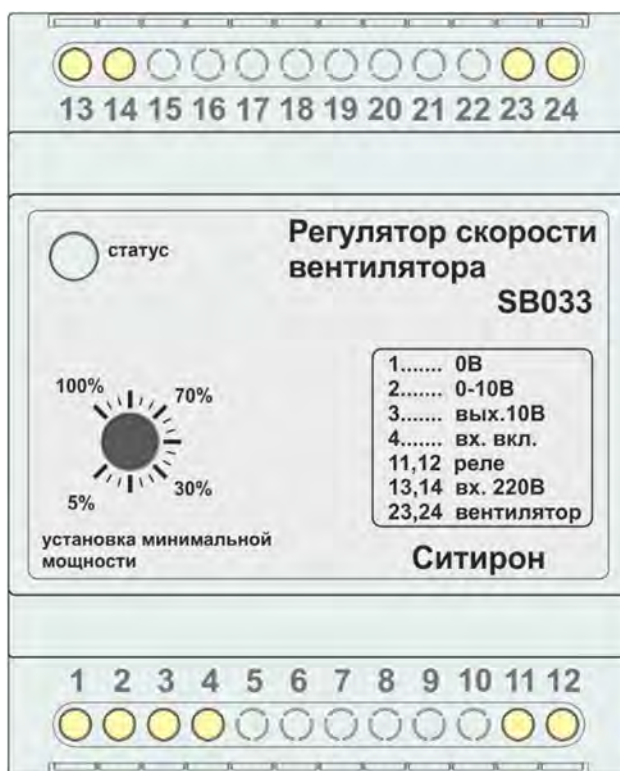 13 14 15 16 17 18 19 20 21 22 23 24
статус
Регулятор скорости
вентилятора
SB033
100%
70%
5%
30%
установка минимальной
мощности
1....... 0В
2....... 0-10В
3....... вых.10В
4....... вх. вкл.
11,12 реле
13,14 вх. 220В
23,24 вентилятор
Ситирон
1 2 3 4 5 6 7 8 9 10 11 12